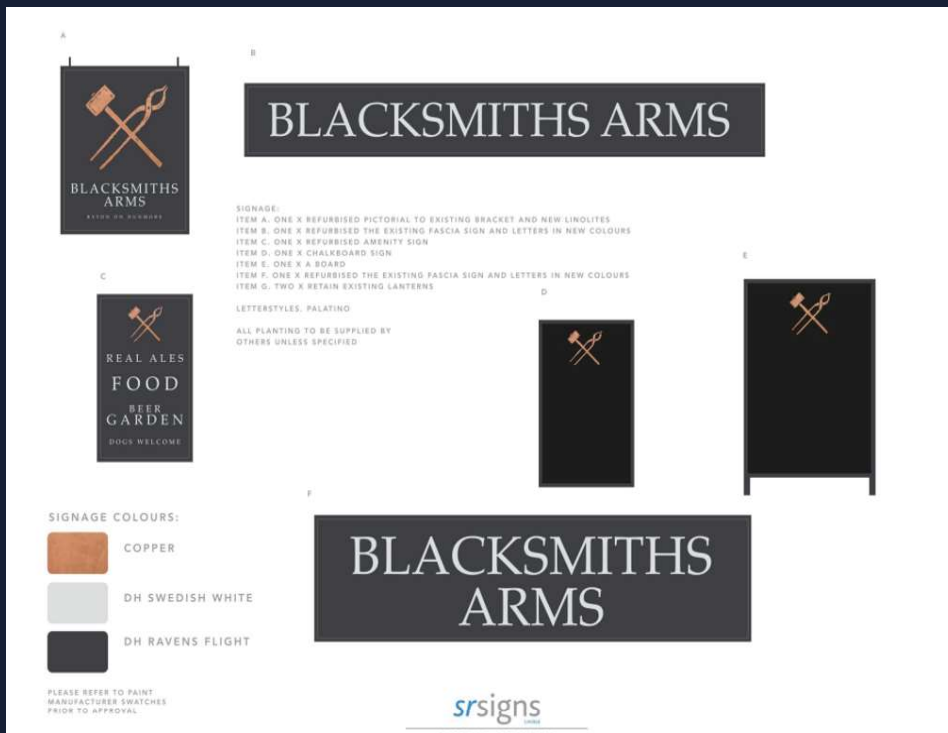 A
B
BLACKSMITHS ARMS
BLACKSMITHS
ARMS
RYTON ON DUNMORE
SIGNAGE:
ITEM A. ONE X REFURBISED PICTORIAL TO EXISTING BRACKET AND NEW LINOLITES
ITEM B. ONE X REFURBISED THE EXISTING FASCIA SIGN AND LETTERS IN NEW COLOURS
ITEM C. ONE X REFURBISED AMENITY SIGN
ITEM D. ONE X CHALKBOARD SIGN
ITEM E. ONE X A BOARD
ITEM F. ONE X REFURBISED THE EXISTING FASCIA SIGN AND LETTERS IN NEW COLOURS
ITEM G. TWO X RETAIN EXISTING LANTERNS
LETTERSTYLES. PALATINO
ALL PLANTING TO BE SUPPLIED BY
OTHERS UNLESS SPECIFIED
C
REAL ALES
FOOD
BEER
GARDEN
DOGS WELCOME
D
E
F
BLACKSMITHS
ARMS
SIGNAGE COLOURS:
COPPER
DH SWEDISH WHITE
DH RAVENS FLIGHT
PLEASE REFER TO PAINT
MANUFACTURER SWATCHES
PRIOR TO APPROVAL
srsigns